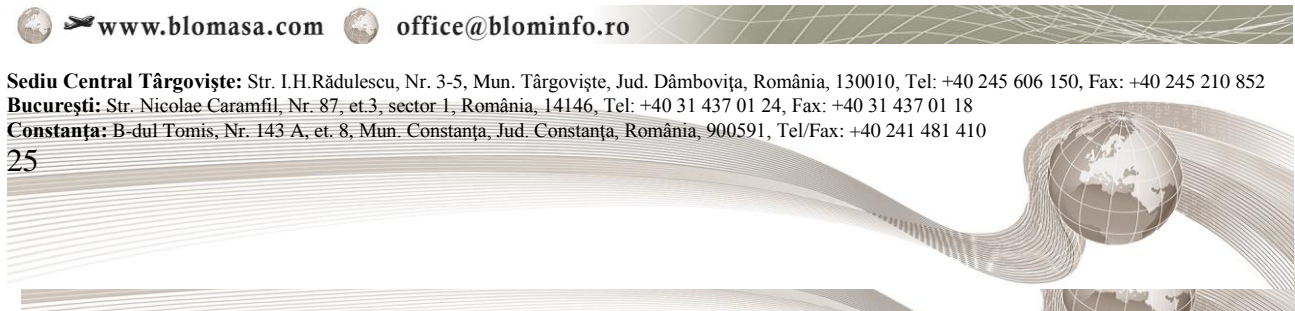 www.blomasa.com office@blominfo.ro
Sediu Central Târgovişte: Str. I.H.Rădulescu, Nr. 3-5, Mun. Târgovişte, Jud. Dâmboviţa, România, 130010, Tel: +40 245 606 150, Fax: +40 245 210 852
Bucureşti: Str. Nicolae Caramfil, Nr. 87, et.3, sector 1, România, 14146, Tel: +40 31 437 01 24, Fax: +40 31 437 01 18
Constanţa: B-dul Tomis, Nr. 143 A, et. 8, Mun. Constanţa, Jud. Constanţa, România, 900591, Tel/Fax: +40 241 481 410
25